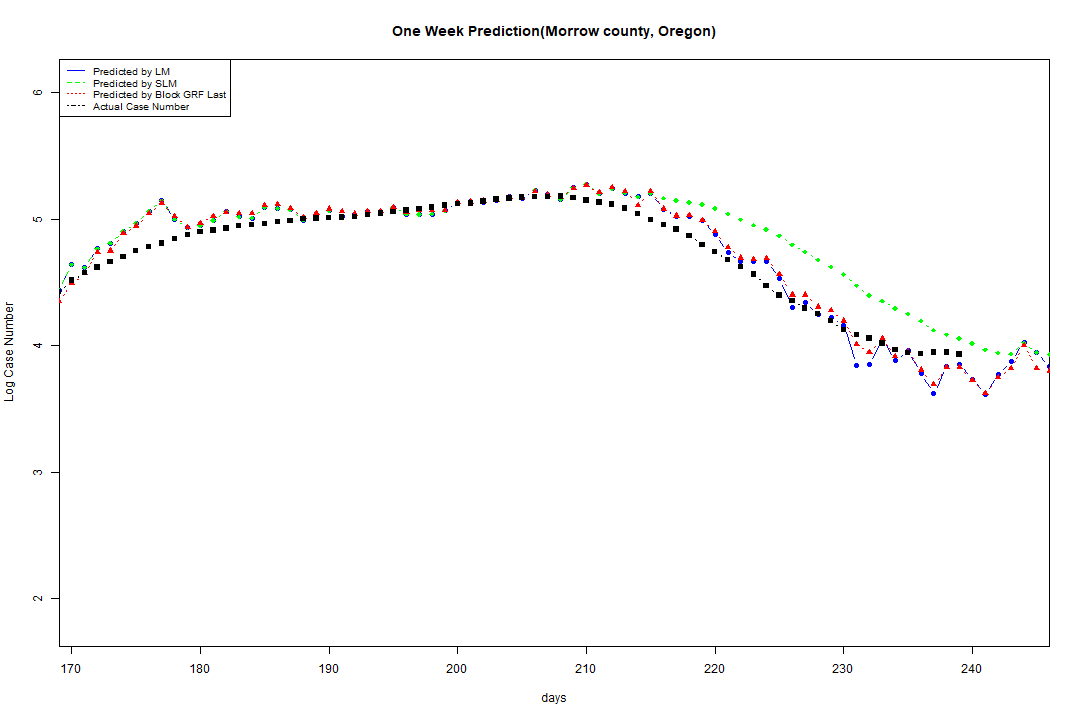 One Week Prediction(Morrow county, Oregon)
Predicted by LM
Predicted by SLM
Predicted by Block GRF Last
Actual Case Number
Log Case Number
6
5
4
3
2
170 180 190 200 210 220 230 240
days